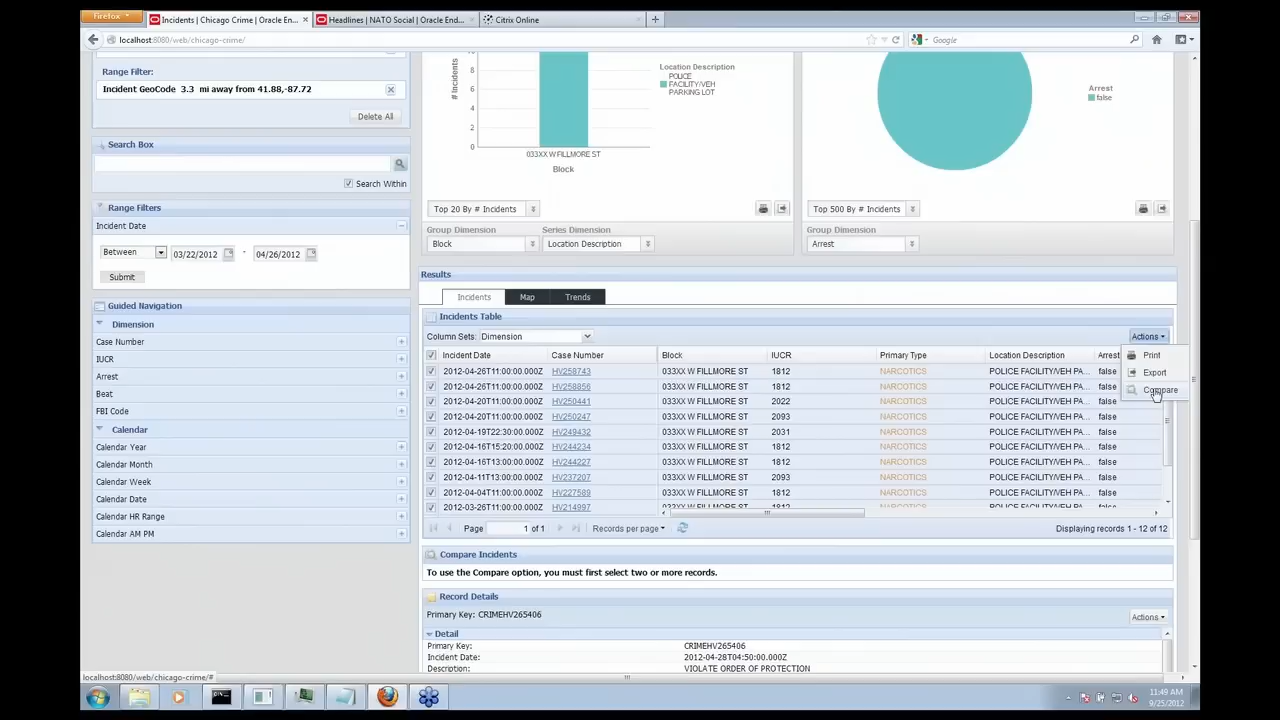 Firefox
Incidents | Chicago Crime | Oracle En...
Headlines | NATO Social | Oracle End...
Citrix Online
localhost:8080/web/chicago-crime/
Google
Range Filter:
Incident GeoCode 3.3 mi away from 41.88,-87.72
Delete All
Search Box
Search Within
Range Filters
Incident Date
Between
03/22/2012
-
04/26/2012
Submit
Guided Navigation
Dimension
Case Number
IUCR
Arrest
Beat
FBI Code
Calendar
Calendar Year
Calendar Month
Calendar Week
Calendar Date
Calendar HR Range
Calendar AM PM
# Incidents
8
6
4
2
0
033XX W FILLMORE ST
Block
Location Description
POLICE
FACILITY/VEH
PARKING LOT
Top 20 By # Incidents
Group Dimension
Series Dimension
Block
Location Description
Arrest
false
Top 500 By # Incidents
Group Dimension
Arrest
Results
Incidents
Map
Trends
Incidents Table
Column Sets: Dimension
Actions
Print
Export
Compare
Incident Date Case Number Block IUCR Primary Type Location Description Arrest
2012-04-26T11:00:00.000Z HV258743 033XX W FILLMORE ST 1812 NARCOTICS POLICE FACILITY/VEH PA... false
2012-04-26T11:00:00.000Z HV258856 033XX W FILLMORE ST 1812 NARCOTICS POLICE FACILITY/VEH PA... false
2012-04-20T11:00:00.000Z HV250441 033XX W FILLMORE ST 2022 NARCOTICS POLICE FACILITY/VEH PA... false
2012-04-20T11:00:00.000Z HV250247 033XX W FILLMORE ST 2093 NARCOTICS POLICE FACILITY/VEH PA... false
2012-04-19T22:30:00.000Z HV249432 033XX W FILLMORE ST 2031 NARCOTICS POLICE FACILITY/VEH PA... false
2012-04-16T15:20:00.000Z HV244234 033XX W FILLMORE ST 1812 NARCOTICS POLICE FACILITY/VEH PA... false
2012-04-16T13:00:00.000Z HV244227 033XX W FILLMORE ST 1812 NARCOTICS POLICE FACILITY/VEH PA... false
2012-04-11T13:00:00.000Z HV237207 033XX W FILLMORE ST 2093 NARCOTICS POLICE FACILITY/VEH PA... false
2012-04-04T11:00:00.000Z HV227589 033XX W FILLMORE ST 1812 NARCOTICS POLICE FACILITY/VEH PA... false
2012-03-26T11:00:00.000Z HV214997 033XX W FILLMORE ST 1812 NARCOTICS POLICE FACILITY/VEH PA... false
Page 1 of 1
Records per page
Displaying records 1 - 12 of 12
Compare Incidents
To use the Compare option, you must first select two or more records.
Record Details
Primary Key: CRIMEHV265406
Actions
Detail
Primary Key: CRIMEHV265406
Incident Date: 2012-04-28T04:50:00.000Z
Description: VIOLATE ORDER OF PROTECTION
localhost:8080/web/chicago-crime/#
11:49 AM
9/25/2012